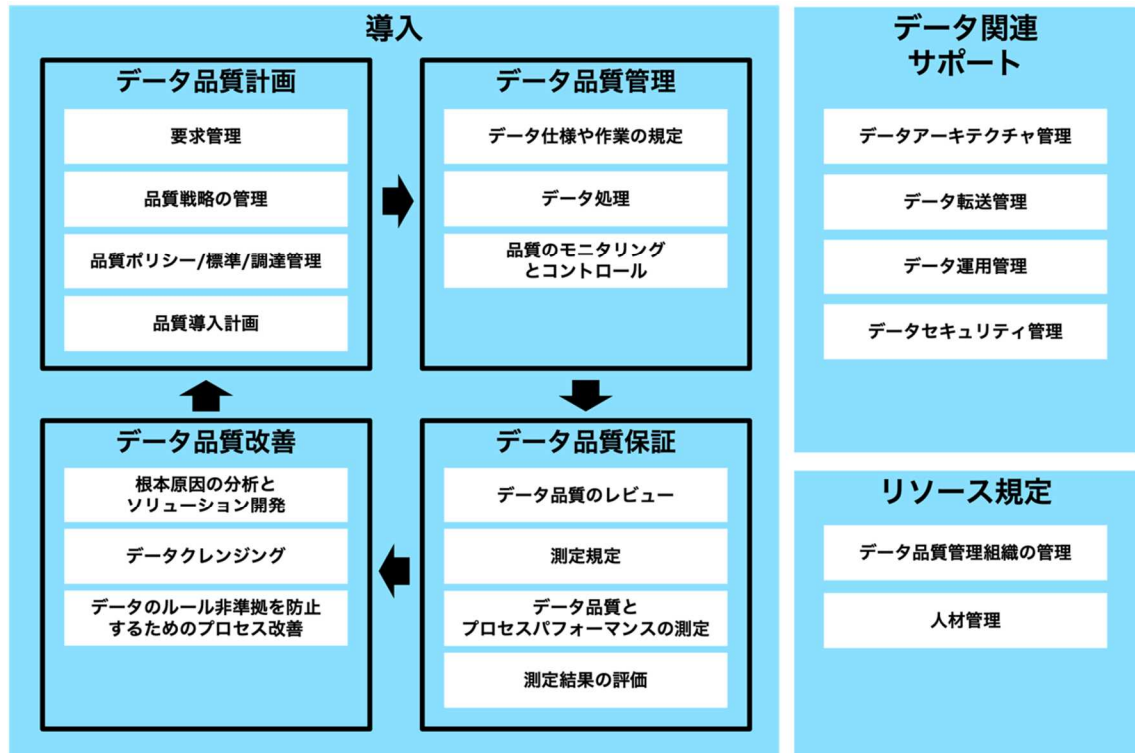 導入
データ品質計画
要求管理
品質戦略の管理
品質ポリシー/標準/調達管理
品質導入計画
データ品質管理
データ仕様や作業の規定
データ処理
品質のモニタリング
とコントロール
データ品質改善
根本原因の分析と
ソリューション開発
データクレンジング
データのルール非準拠を防止
するためのプロセス改善
データ品質保証
データ品質のレビュー
測定規定
データ品質と
プロセスパフォーマンスの測定
測定結果の評価
データ関連
サポート
データアーキテクチャ管理
データ転送管理
データ運用管理
データセキュリティ管理
リソース規定
データ品質管理組織の管理
人材管理